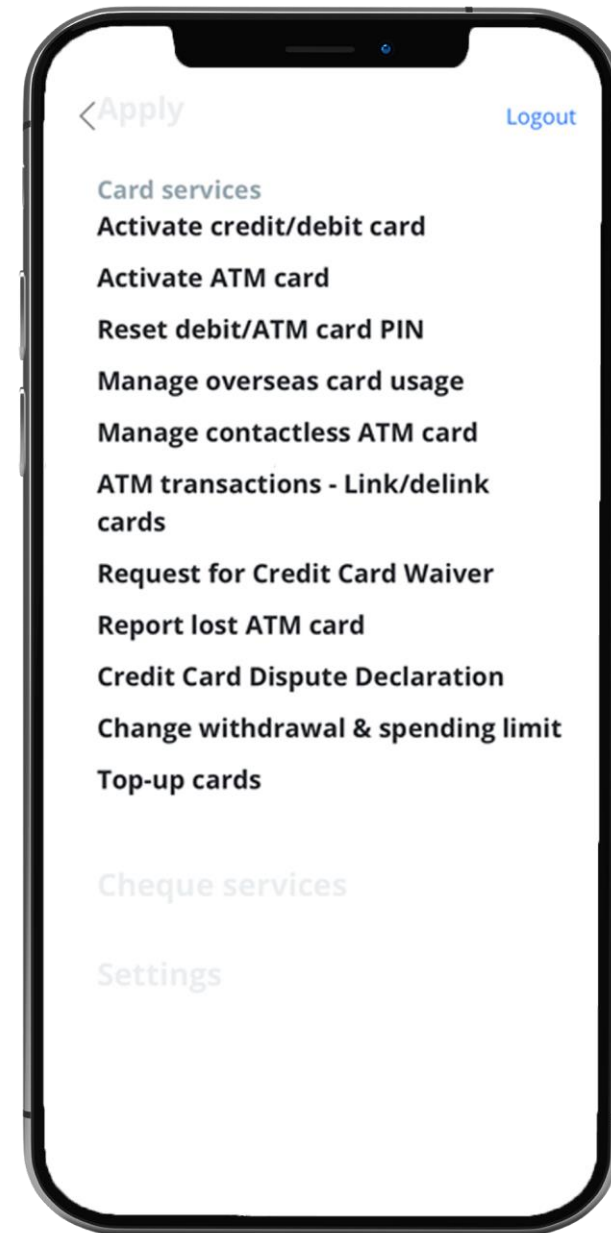 Apply
Logout
Card services
Activate credit/debit card
Activate ATM card
Reset debit/ATM card PIN
Manage overseas card usage
Manage contactless ATM card
ATM transactions - Link/delink
cards
Request for Credit Card Waiver
Report lost ATM card
Credit Card Dispute Declaration
Change withdrawal & spending limit
Top-up cards
Cheque services
Settings